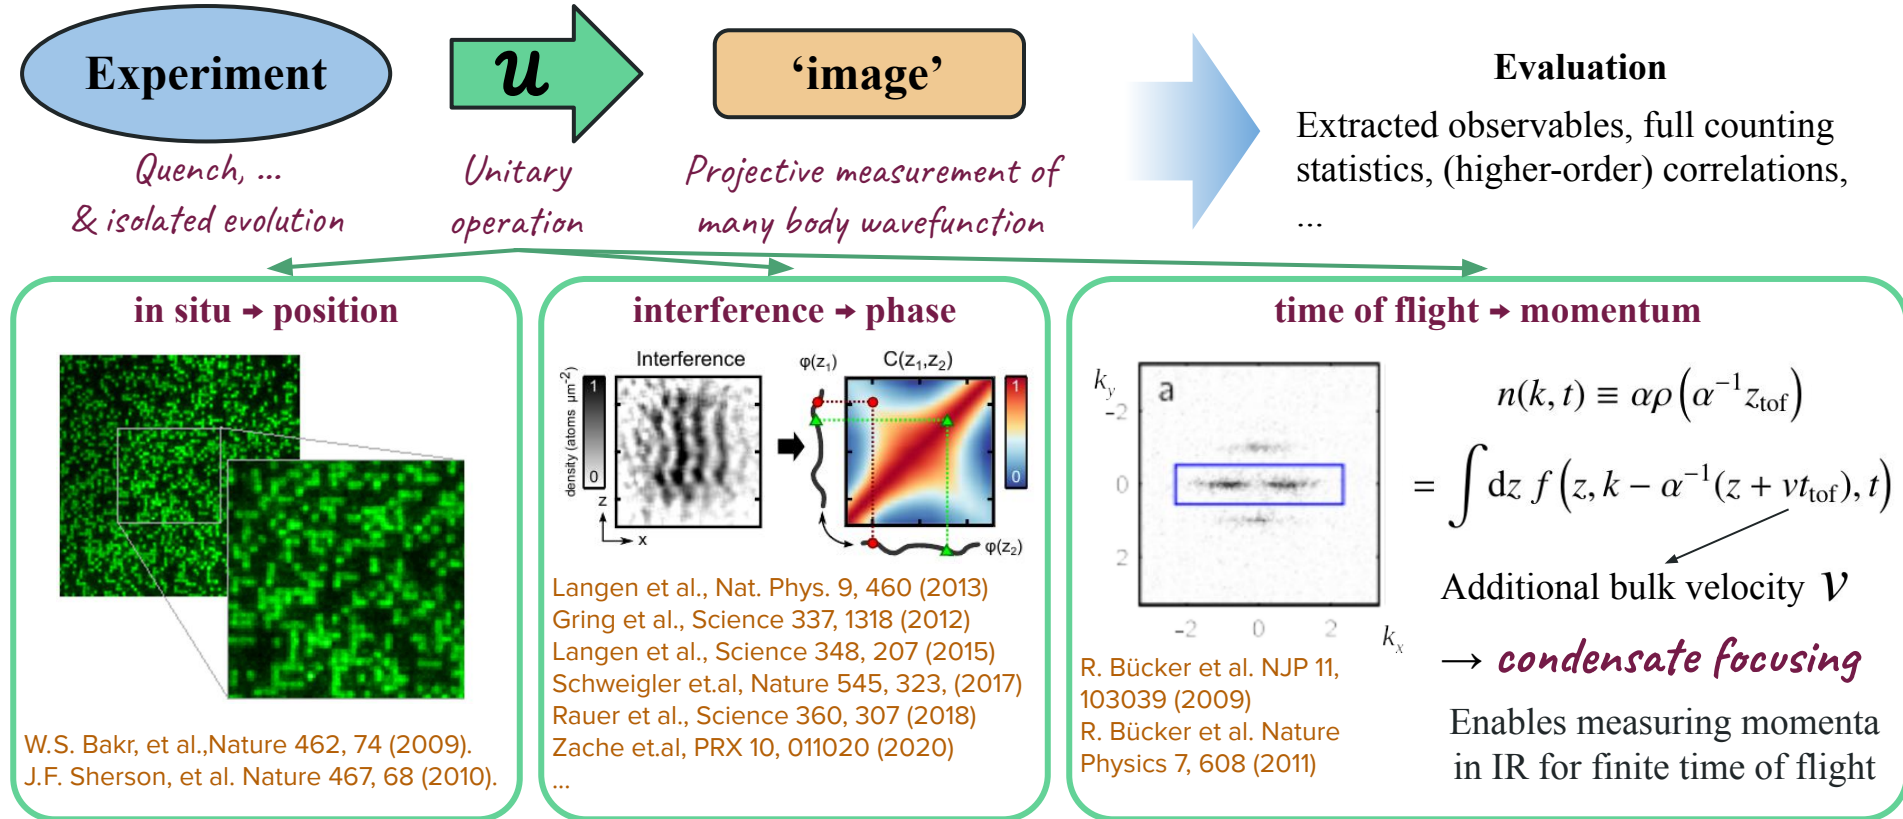 Experiment
𝓤
‘image’
Evaluation
Extracted observables, full counting
statistics, (higher-order) correlations,
...
Quench, ...
& isolated evolution
Unitary
operation
Projective measurement of
many body wavefunction
in situ → position
W.S. Bakr, et al.,Nature 462, 74 (2009).
J.F. Sherson, et al. Nature 467, 68 (2010).
interference → phase
Interference
φ(z₁)
C(z₁,z₂)
density (atoms μm⁻²)
1
0
1
0
z
x
φ(z₂)
Langen et al., Nat. Phys. 9, 460 (2013)
Gring et al., Science 337, 1318 (2012)
Langen et al., Science 348, 207 (2015)
Schweigler et.al, Nature 545, 323, (2017)
Rauer et al., Science 360, 307 (2018)
Zache et.al, PRX 10, 011020 (2020)
...
time of flight → momentum
k_y
a
-2
0
2
-2 0 2
k_x
R. Bücker et al. NJP 11,
103039 (2009)
R. Bücker et al. Nature
Physics 7, 608 (2011)
n(k, t) ≡ αρ(α⁻¹z_tof)
= ∫ dz f(z, k − α⁻¹(z + vt_tof), t)
Additional bulk velocity v
→ condensate focusing
Enables measuring momenta
in IR for finite time of flight